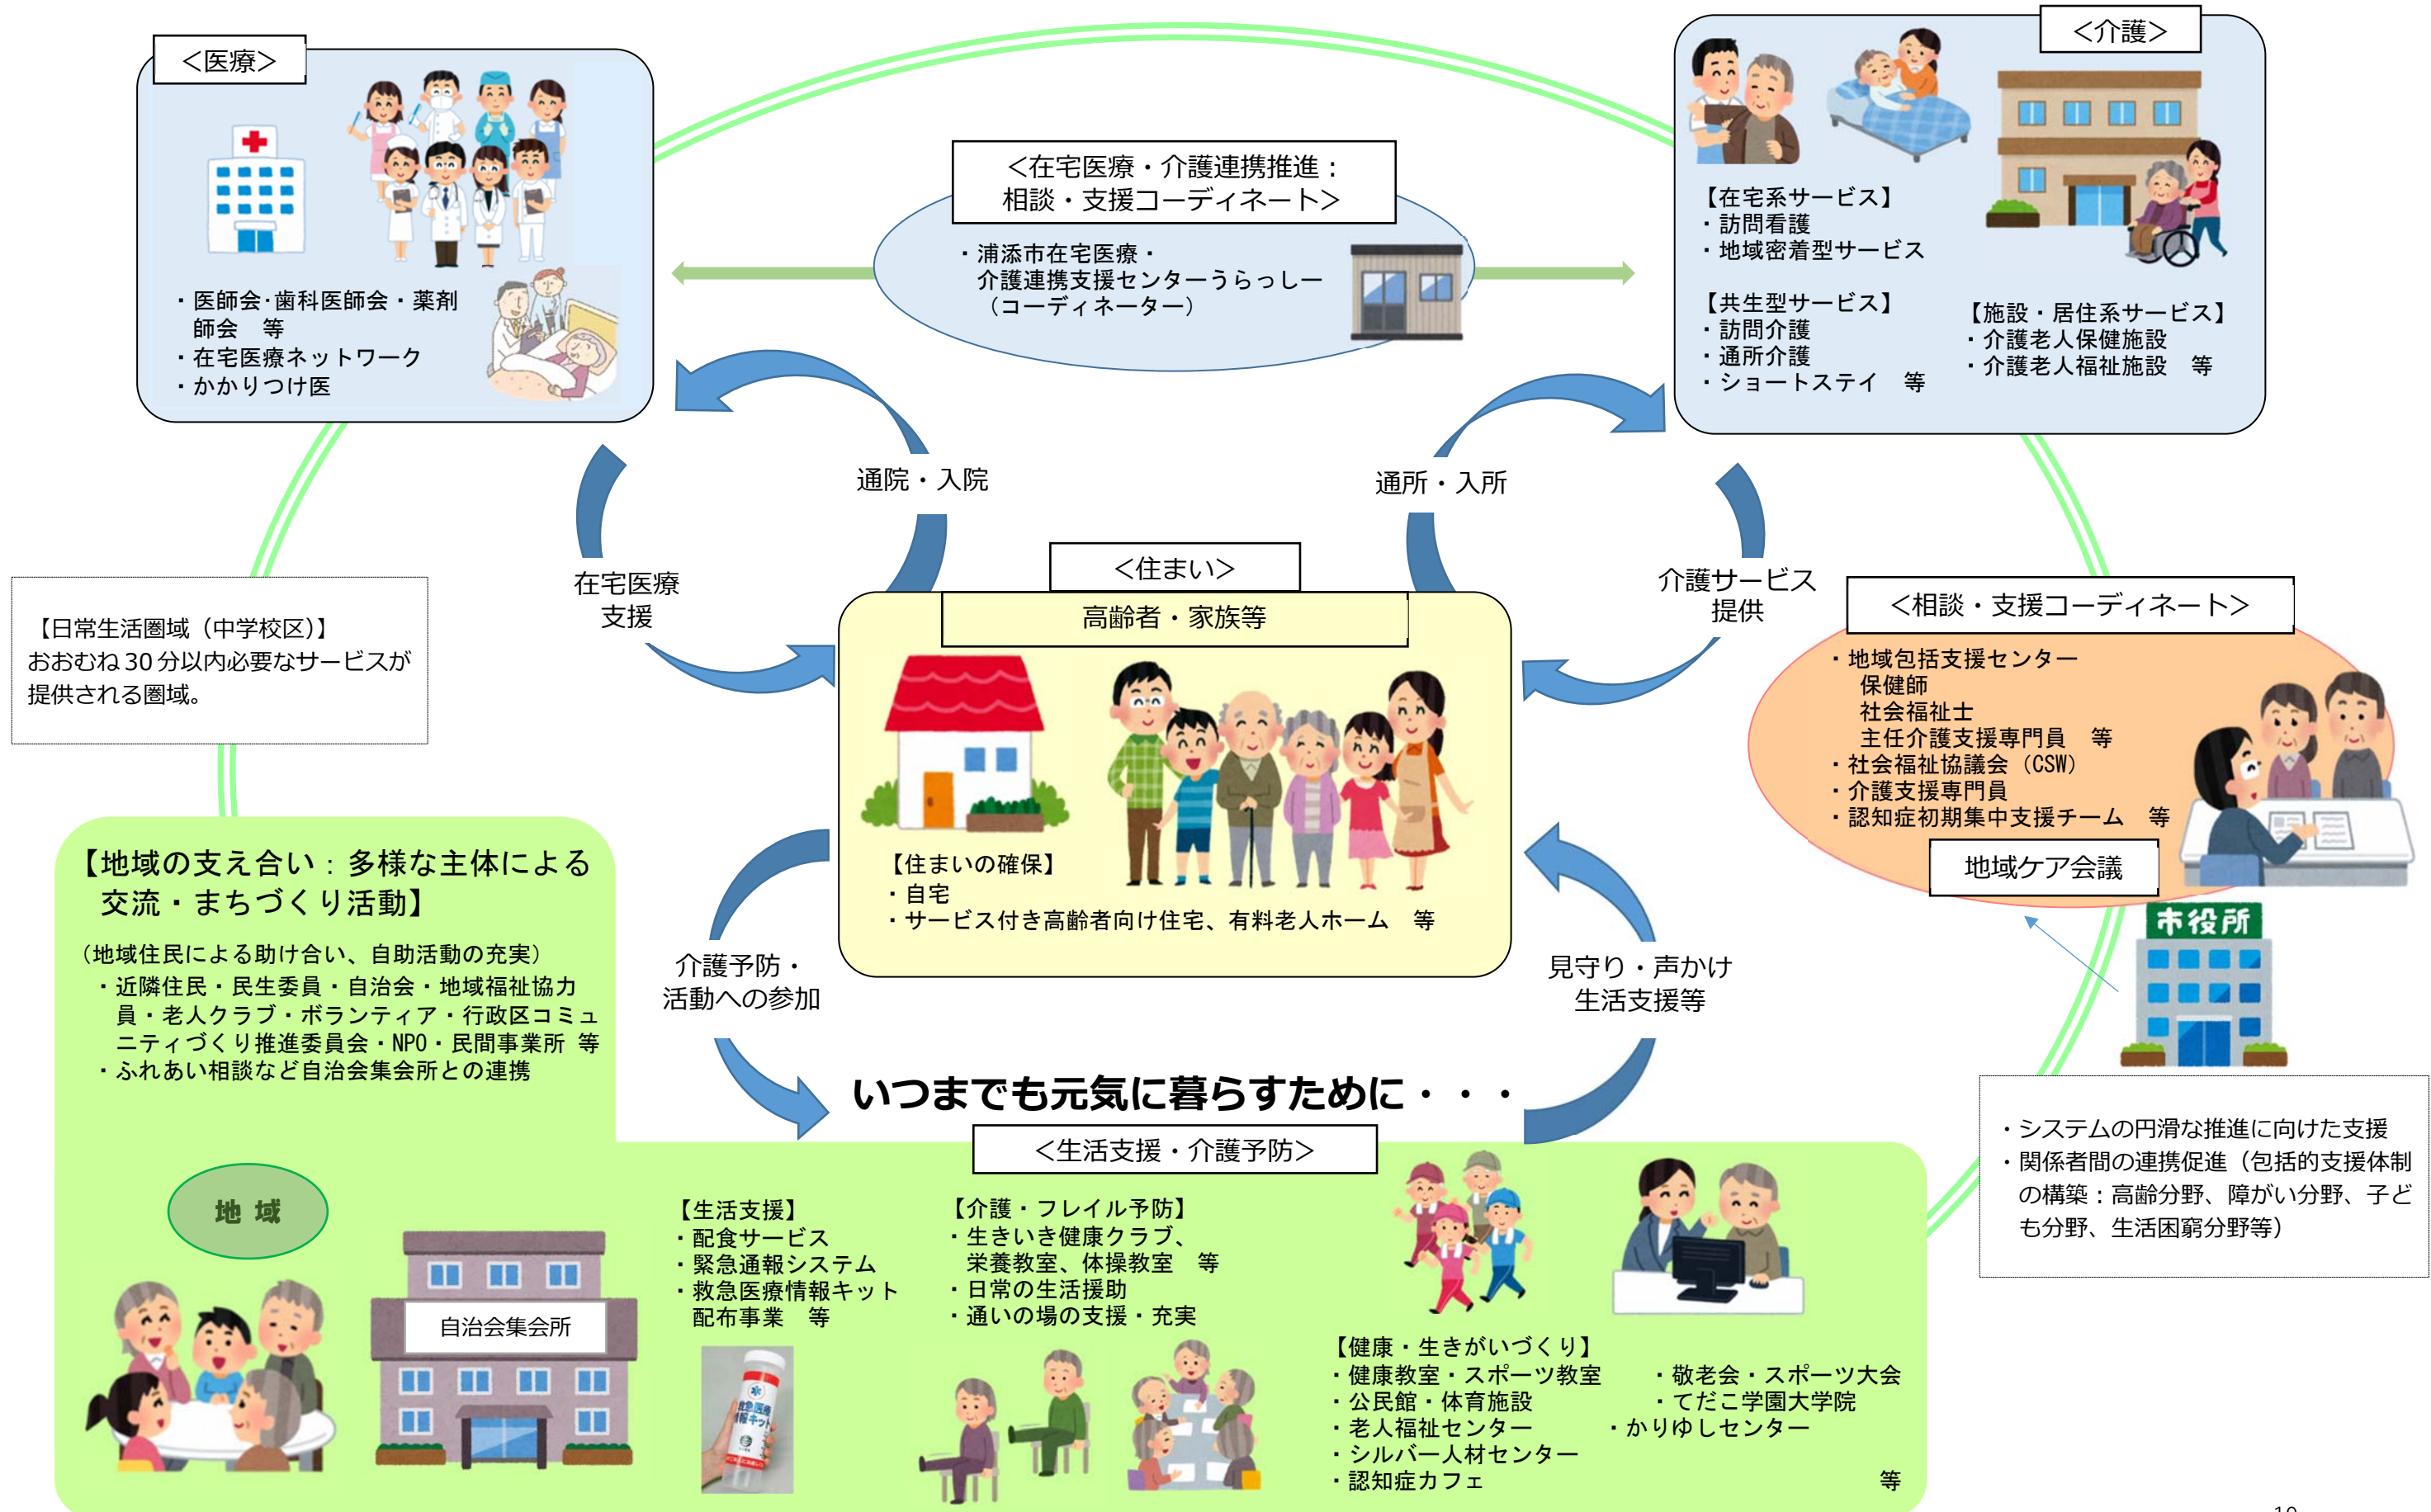 <医療>
・医師会・歯科医師会・薬剤
師会　等
・在宅医療ネットワーク
・かかりつけ医
<在宅医療・介護連携推進：
相談・支援コーディネート>
・浦添市在宅医療・
介護連携支援センターうらっしー
（コーディネーター）
<介護>
【在宅系サービス】
・訪問看護
・地域密着型サービス
【共生型サービス】
・訪問介護
・通所介護
・ショートステイ　等
【施設・居住系サービス】
・介護老人保健施設
・介護老人福祉施設　等
通院・入院
通所・入所
在宅医療
支援
介護サービス
提供
【日常生活圏域（中学校区）】
おおむね30分以内必要なサービスが
提供される圏域。
<住まい>
高齢者・家族等
【住まいの確保】
・自宅
・サービス付き高齢者向け住宅、有料老人ホーム　等
<相談・支援コーディネート>
・地域包括支援センター
保健師
社会福祉士
主任介護支援専門員　等
・社会福祉協議会（CSW）
・介護支援専門員
・認知症初期集中支援チーム　等
地域ケア会議
市役所
・システムの円滑な推進に向けた支援
・関係者間の連携促進（包括的支援体制
の構築：高齢分野、障がい分野、子ど
も分野、生活困窮分野等）
介護予防・
活動への参加
見守り・声かけ
生活支援等
【地域の支え合い：多様な主体による
交流・まちづくり活動】
（地域住民による助け合い、自助活動の充実）
・近隣住民・民生委員・自治会・地域福祉協力
員・老人クラブ・ボランティア・行政区コミュ
ニティづくり推進委員会・NPO・民間事業所 等
・ふれあい相談など自治会集会所との連携
地 域
自治会集会所
いつまでも元気に暮らすために・・・
<生活支援・介護予防>
【生活支援】
・配食サービス
・緊急通報システム
・救急医療情報キット
配布事業　等
救急医療
情報キット
【介護・フレイル予防】
・生きいき健康クラブ、
栄養教室、体操教室　等
・日常の生活援助
・通いの場の支援・充実
【健康・生きがいづくり】
・健康教室・スポーツ教室　・敬老会・スポーツ大会
・公民館・体育施設　・てだこ学園大学院
・老人福祉センター　・かりゆしセンター
・シルバー人材センター
・認知症カフェ　等